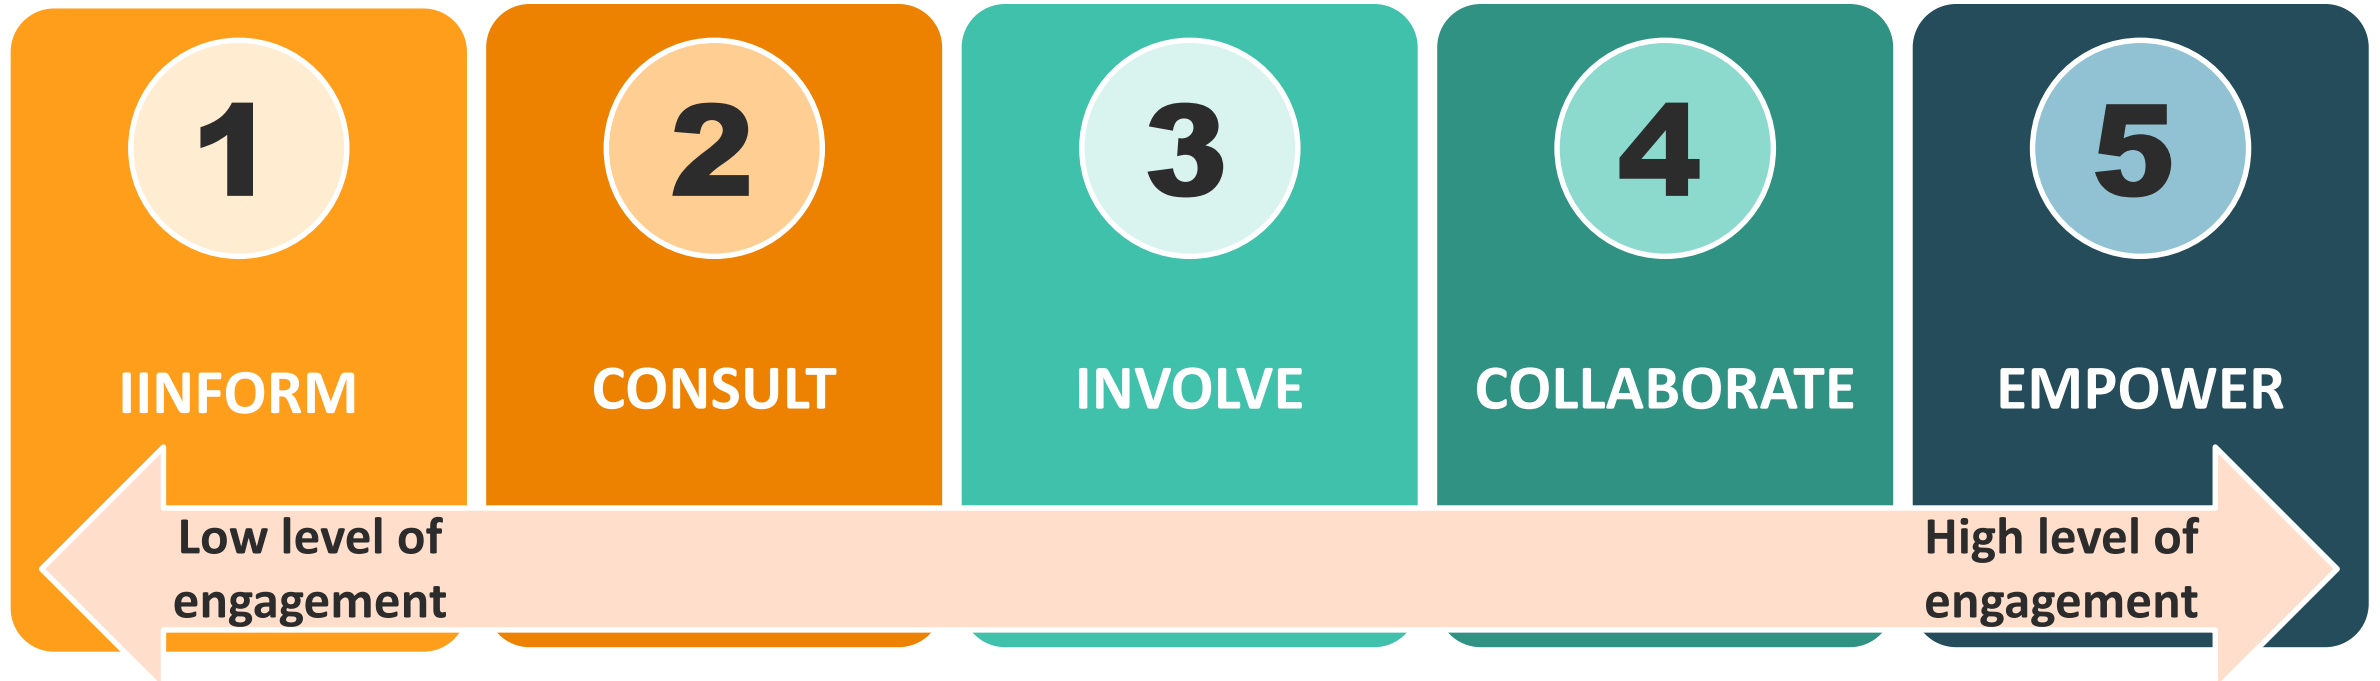 1
2
3
4
5
IINFORM
CONSULT
INVOLVE
COLLABORATE
EMPOWER
Low level of
engagement
High level of
engagement